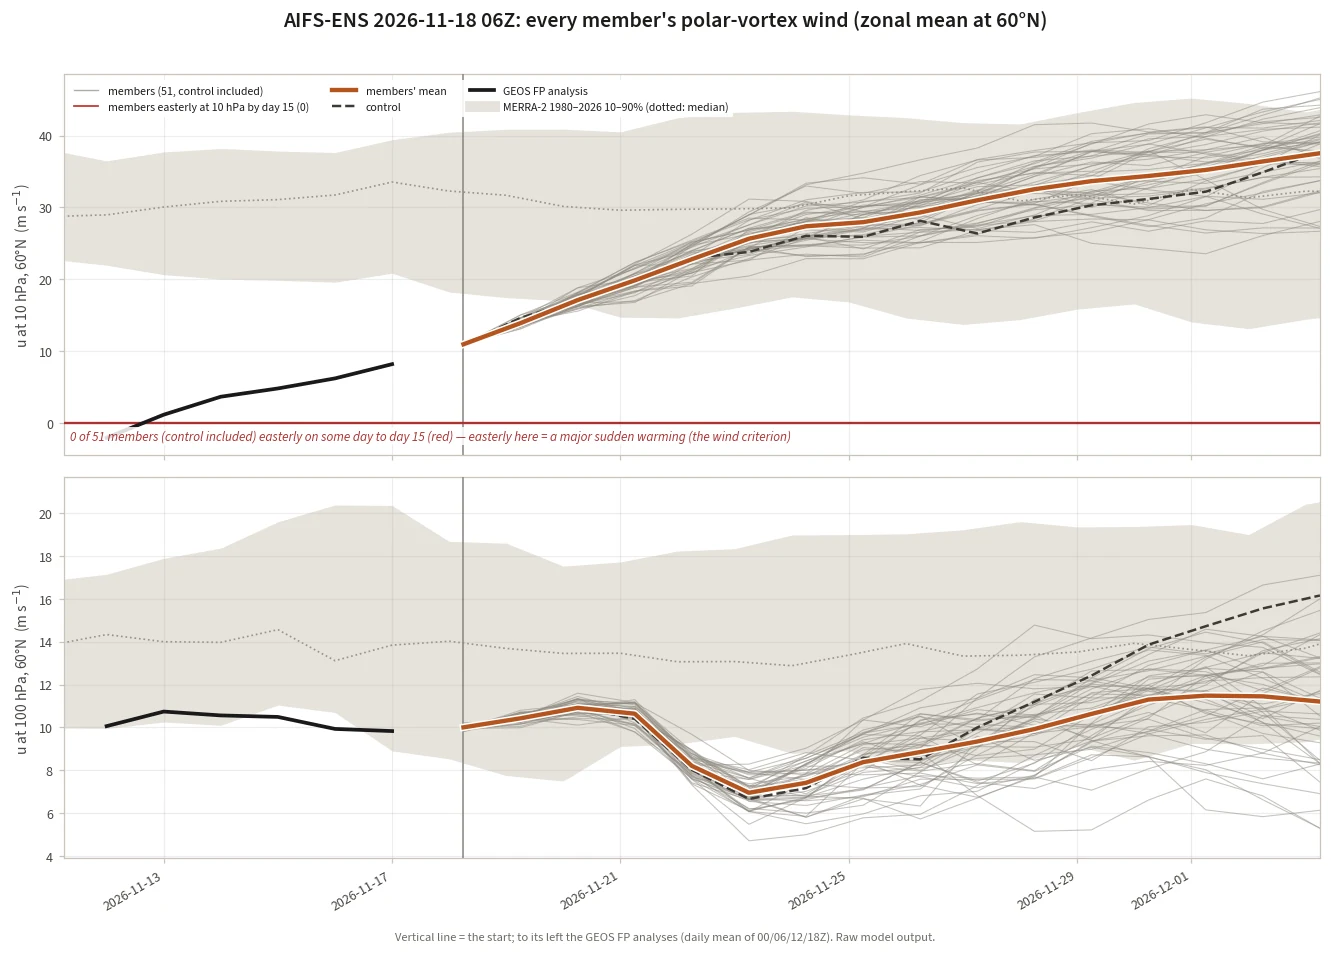 AIFS-ENS 2026-11-18 06Z: every member's polar-vortex wind (zonal mean at 60°N)
members (51, control included)
members easterly at 10 hPa by day 15 (0)
members' mean
control
GEOS FP analysis
MERRA-2 1980–2026 10–90% (dotted: median)
u at 10 hPa, 60°N (m s⁻¹)
40
30
20
10
0
0 of 51 members (control included) easterly on some day to day 15 (red) — easterly here = a major sudden warming (the wind criterion)
u at 100 hPa, 60°N (m s⁻¹)
20
18
16
14
12
10
8
6
4
2026-11-13
2026-11-17
2026-11-21
2026-11-25
2026-11-29
2026-12-01
Vertical line = the start; to its left the GEOS FP analyses (daily mean of 00/06/12/18Z). Raw model output.